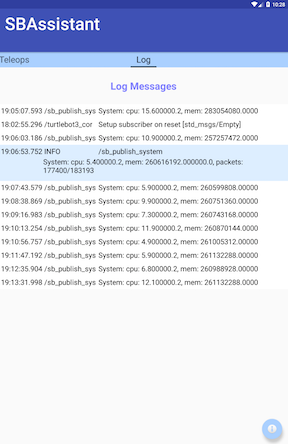 10:28
SBAssistant
Teleops Log
Log Messages
19:05:07.593 /sb_publish_sys System: cpu: 15.600000.2, mem: 283054080.0000
18:02:55.296 /turtlebot3_cor Setup subscriber on reset [std_msgs/Empty]
19:06:03.186 /sb_publish_sys System: cpu: 10.900000.2, mem: 257257472.0000
19:06:53.752 INFO /sb_publish_system
System: cpu: 5.400000.2, mem: 260616192.000000.0, packets:
177400/183193
19:07:43.579 /sb_publish_sys System: cpu: 5.900000.2, mem: 260599808.00000
19:08:38.869 /sb_publish_sys System: cpu: 9.900000.2, mem: 260751360.00000
19:09:16.983 /sb_publish_sys System: cpu: 7.300000.2, mem: 260743168.00000
19:10:13.254 /sb_publish_sys System: cpu: 11.900000.2, mem: 260870144.0000
19:10:56.757 /sb_publish_sys System: cpu: 4.900000.2, mem: 261005312.00000
19:11:47.192 /sb_publish_sys System: cpu: 5.900000.2, mem: 261132288.00000
19:12:35.904 /sb_publish_sys System: cpu: 6.800000.2, mem: 260988928.00000
19:13:31.998 /sb_publish_sys System: cpu: 12.100000.2, mem: 261132288.0000